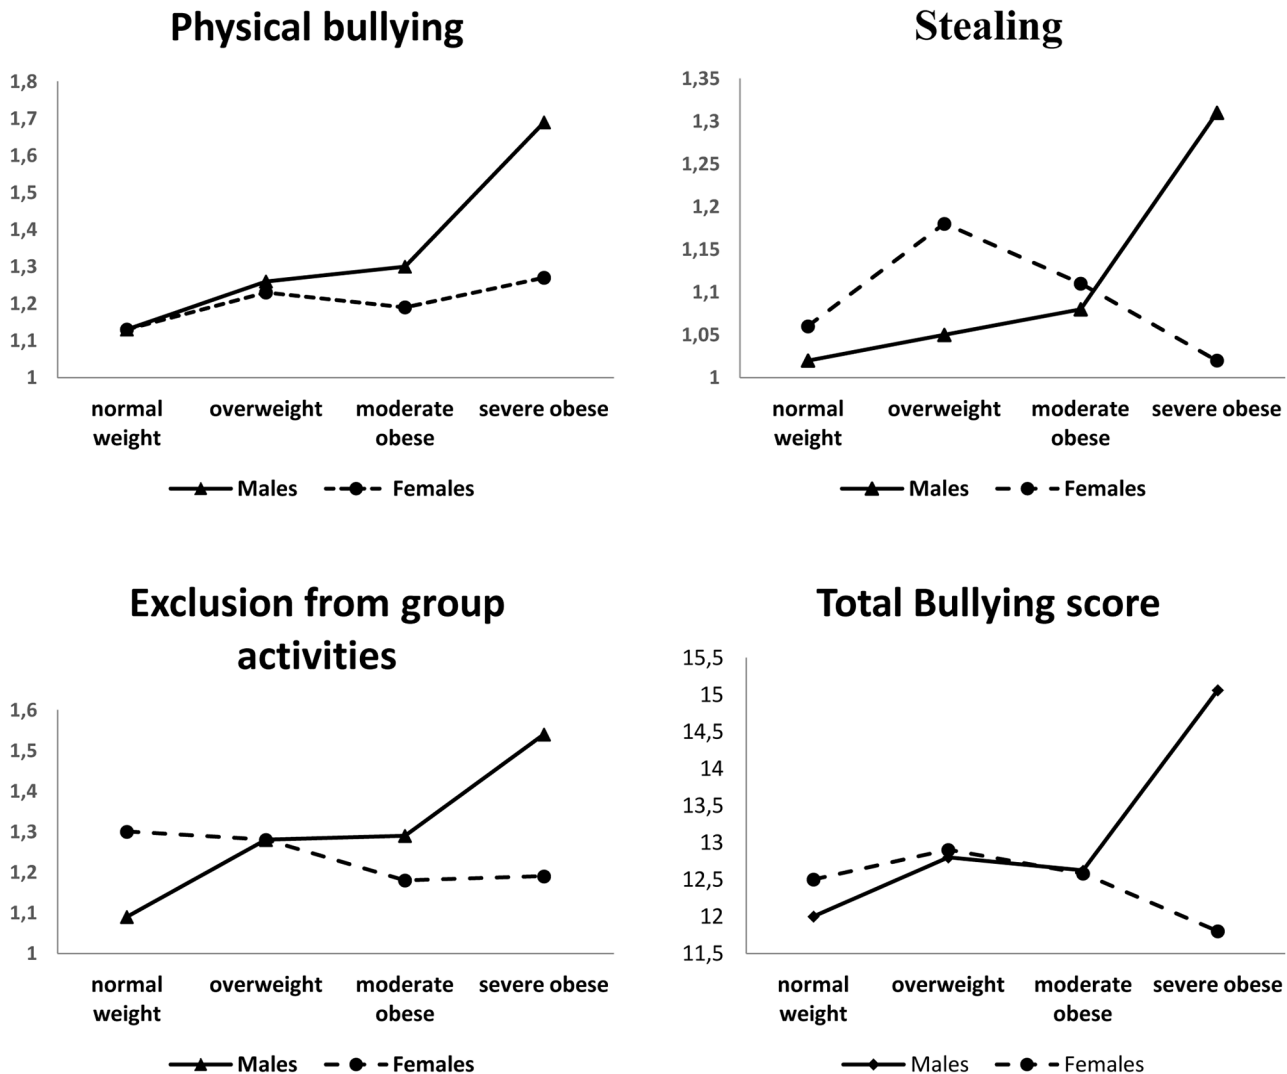 Physical bullying
1,8
1,7
1,6
1,5
1,4
1,3
1,2
1,1
1
normal weight
overweight
moderate obese
severe obese
Males
Females
Stealing
1,35
1,3
1,25
1,2
1,15
1,1
1,05
1
normal weight
overweight
moderate obese
severe obese
Males
Females
Exclusion from group
activities
1,6
1,5
1,4
1,3
1,2
1,1
1
normal weight
overweight
moderate obese
severe obese
Males
Females
Total Bullying score
15,5
15
14,5
14
13,5
13
12,5
12
11,5
normal weight
overweight
moderate obese
severe obese
Males
Females